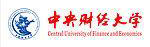 中央财经大学
Central University of Finance and Economics